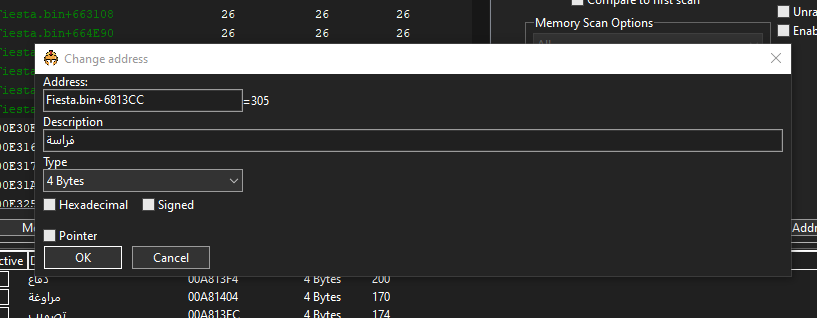 Fiesta.bin+663108 26 26 26
Compare to first scan
Unra
Fiesta.bin+664E90 26 26 26
Memory Scan Options
Enab
All
Change address
Address:
Fiesta.bin+6813CC =305
Description
فراسة
Type
4 Bytes
Hexadecimal Signed
Pointer
OK Cancel
00E30E
00E316
00E317
00E31A
00E325
Addre
ctive
دفاع 00A813F4 4 Bytes 200
مراوغة 00A81404 4 Bytes 170
00A813FC 4 Bytes 174